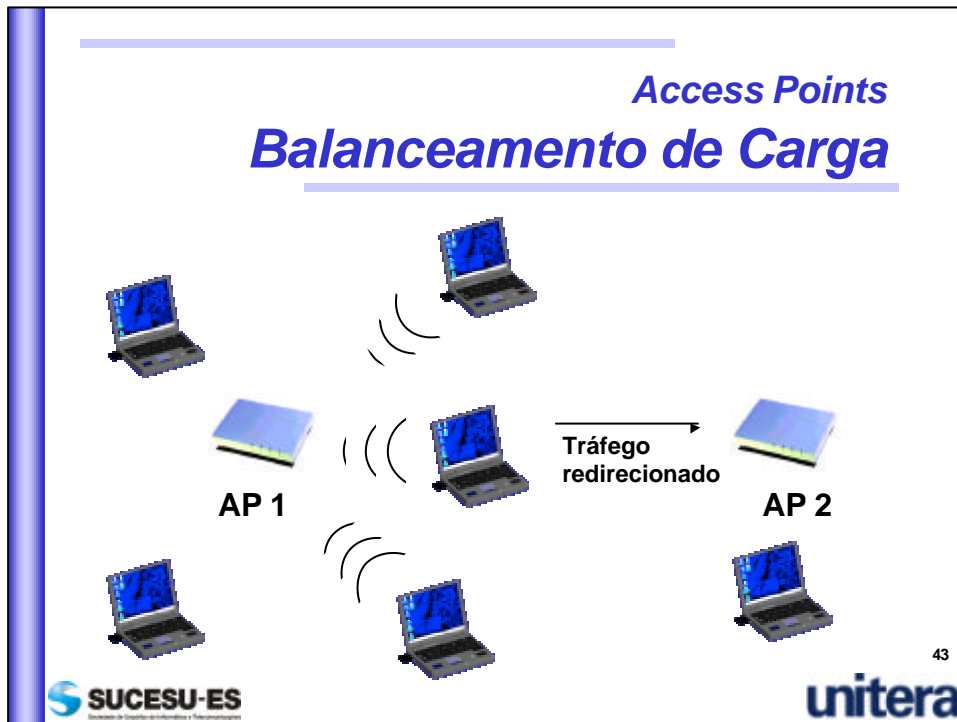 Access Points
Balanceamento de Carga
Tráfego
redirecionado
AP 1
AP 2
43
SUCESU-ES
unitera